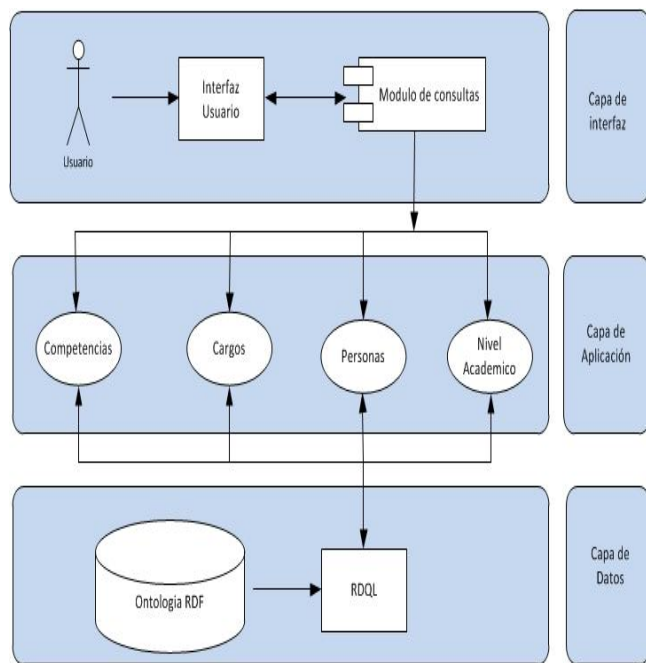 Usuario
Interfaz
Usuario
Modulo de consultas
Capa de
interfaz
Competencias
Cargos
Personas
Nivel
Academico
Capa de
Aplicación
Ontologia RDF
RDQL
Capa de
Datos